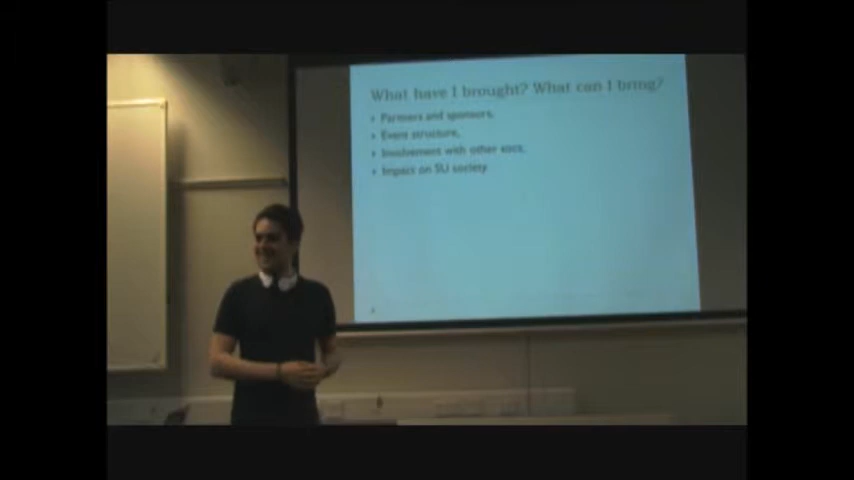 What have I brought? What can I bring?
Partners and sponsors,
Event structure,
Involvement with other socs,
Impact on SU society